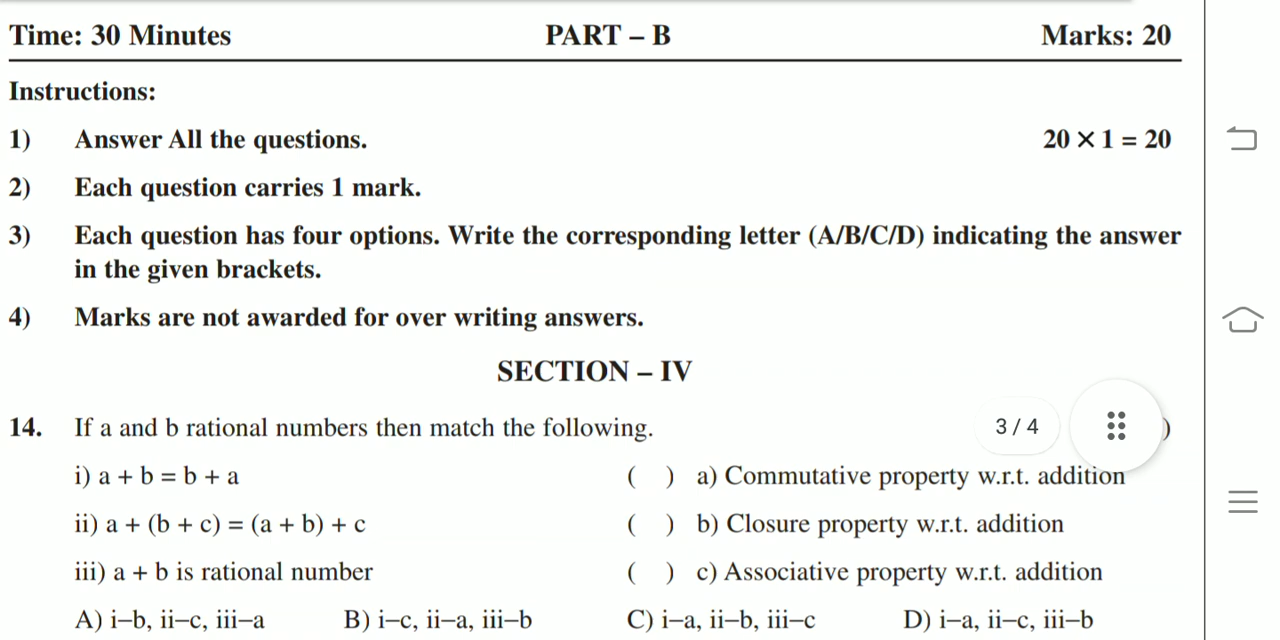 Time: 30 Minutes PART – B Marks: 20
Instructions:
1) Answer All the questions. 20 × 1 = 20
2) Each question carries 1 mark.
3) Each question has four options. Write the corresponding letter (A/B/C/D) indicating the answer
in the given brackets.
4) Marks are not awarded for over writing answers.
SECTION – IV
14. If a and b rational numbers then match the following. 3 / 4 )
i) a + b = b + a ( ) a) Commutative property w.r.t. addition
ii) a + (b + c) = (a + b) + c ( ) b) Closure property w.r.t. addition
iii) a + b is rational number ( ) c) Associative property w.r.t. addition
A) i–b, ii–c, iii–a B) i–c, ii–a, iii–b C) i–a, ii–b, iii–c D) i–a, ii–c, iii–b